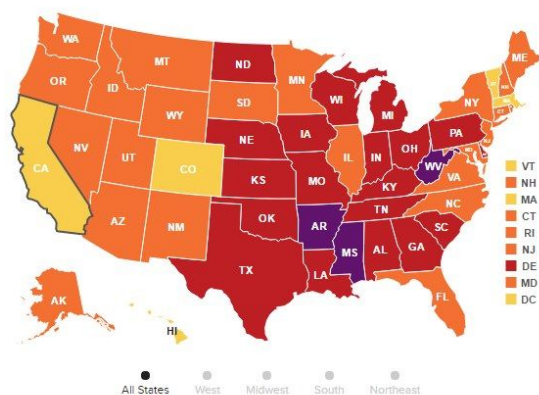 WA
MT
ND
MN
ME
OR
ID
SD
WI
MI
NY
WY
NE
IA
PA
NV
UT
CO
IL
IN
OH
CA
KS
MO
WV
VA
KY
NC
AZ
NM
OK
AR
TN
SC
TX
LA
MS
AL
GA
AK
HI
FL
VT
NH
MA
CT
RI
NJ
DE
MD
DC
All States
West
Midwest
South
Northeast